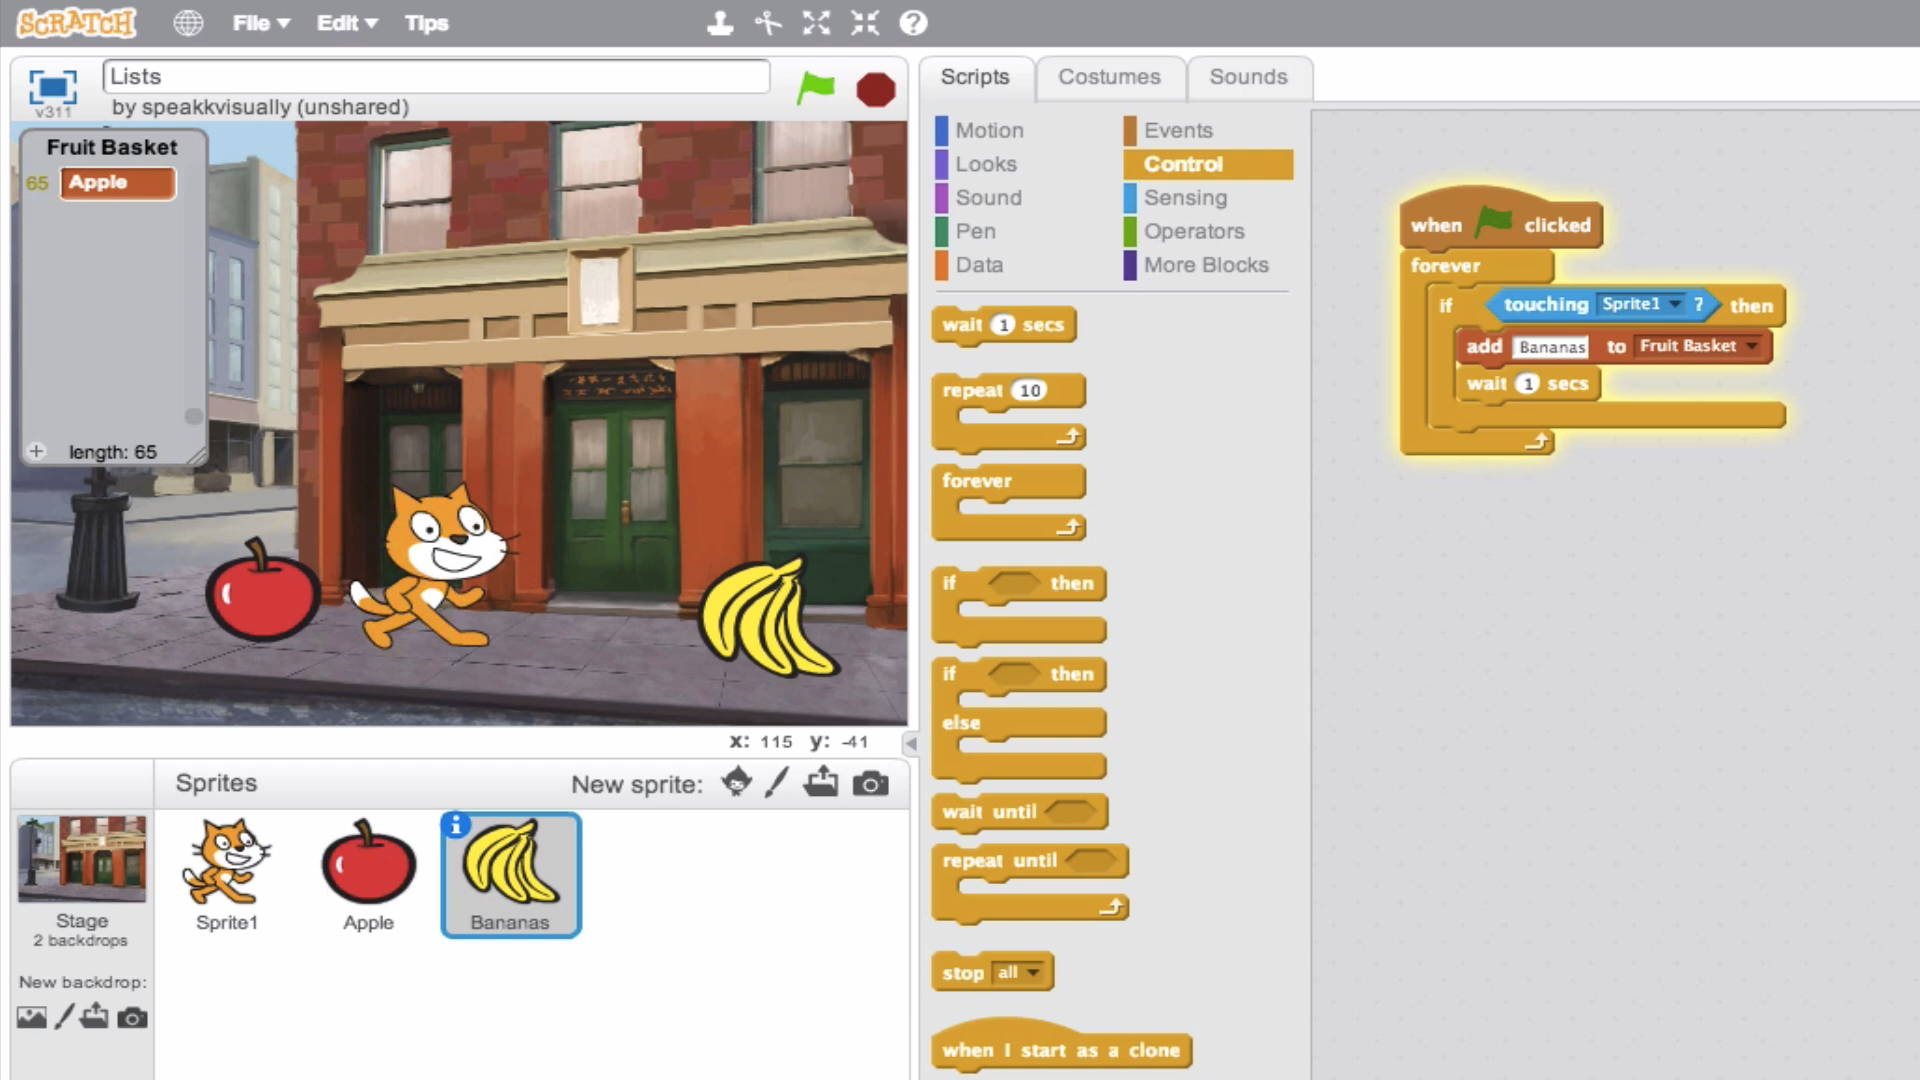 SCRATCH
File Edit Tips
v311
Lists
by speakkvisually (unshared)
Fruit Basket
65 Apple
+ length: 65
x: 115 y: -41
Sprites
New sprite:
Stage
2 backdrops
New backdrop:
Sprite1
Apple
i
Bananas
Scripts Costumes Sounds
Motion
Looks
Sound
Pen
Data
Events
Control
Sensing
Operators
More Blocks
wait 1 secs
repeat 10
forever
if then
if then
else
wait until
repeat until
stop all
when I start as a clone
when clicked
forever
if touching Sprite1 ? then
add Bananas to Fruit Basket
wait 1 secs